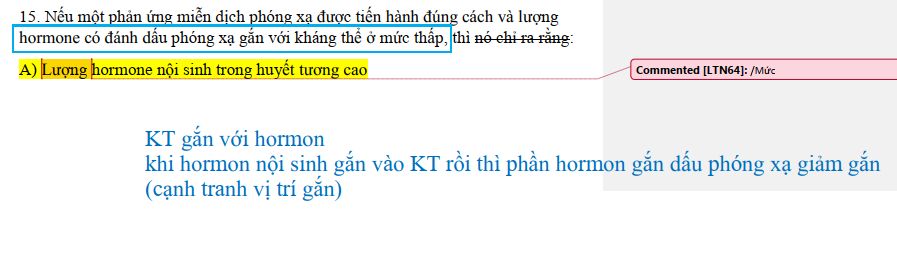 15. Nếu một phản ứng miễn dịch phóng xạ được tiến hành đúng cách và lượng
hormone có đánh dấu phóng xạ gắn với kháng thể ở mức thấp, thì nó chỉ ra rằng:
A) Lượng hormone nội sinh trong huyết tương cao
Commented [LTN64]: /Mức
KT gắn với hormon
khi hormon nội sinh gắn vào KT rồi thì phần hormon gắn dấu phóng xạ giảm gắn
(cạnh tranh vị trí gắn)